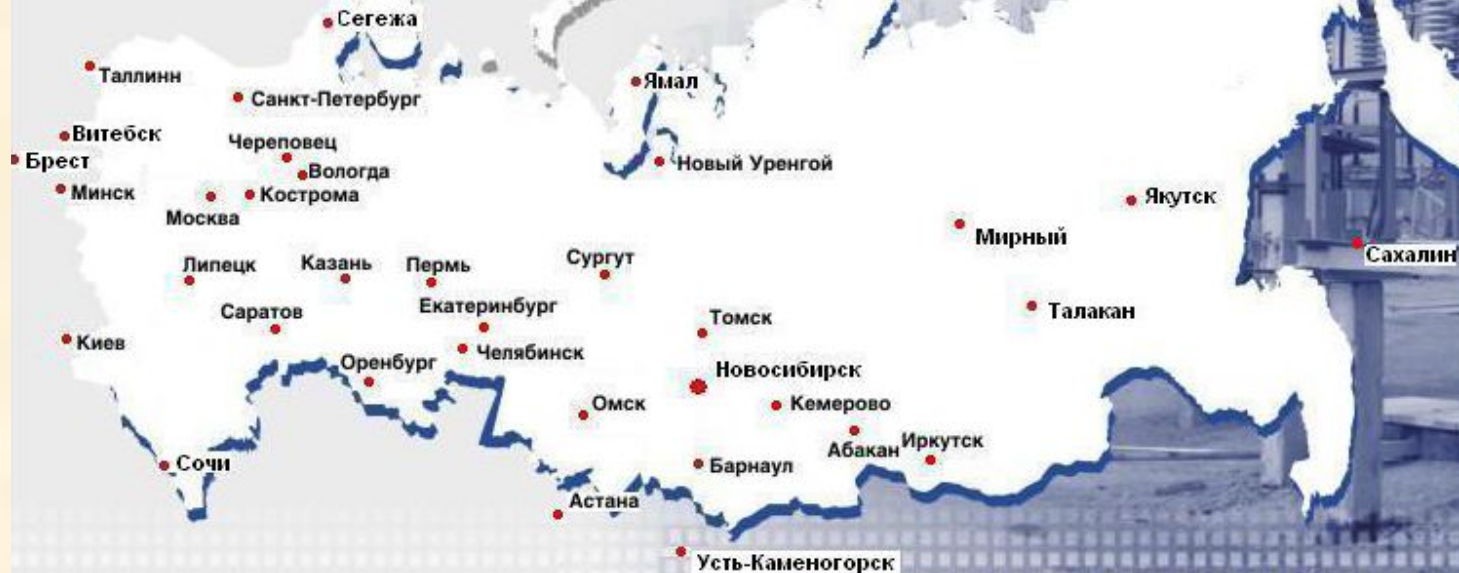 Сегежа
Таллинн
Ямал
Санкт-Петербург
Витебск
Череповец
Брест
Вологда
Новый Уренгой
Минск
Кострома
Якутск
Москва
Мирный
Сахалин
Липецк
Казань
Пермь
Сургут
Екатеринбург
Саратов
Томск
Талакан
Киев
Челябинск
Оренбург
Новосибирск
Омск
Кемерово
Абакан
Иркутск
Сочи
Барнаул
Астана
Усть-Каменогорск